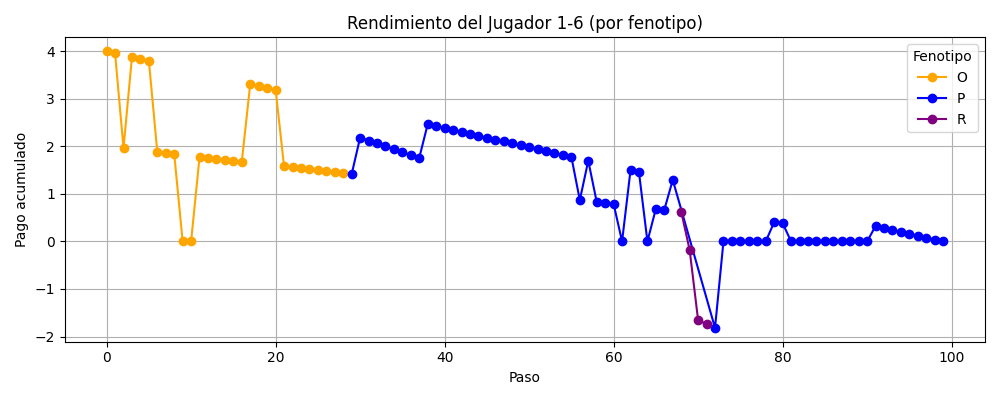 Rendimiento del Jugador 1-6 (por fenotipo)
Fenotipo
O
P
R
Pago acumulado
4
3
2
1
0
−1
−2
0 20 40 60 80 100
Paso